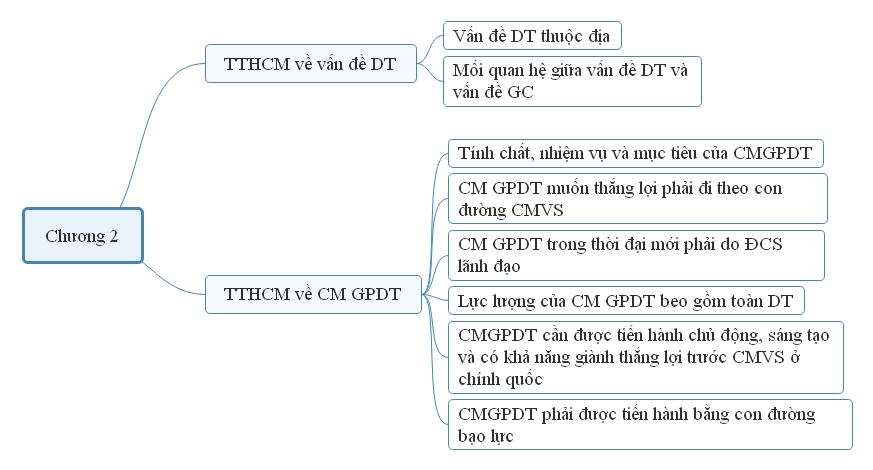 Chương 2
TTHCM về vấn đề DT
Vấn đề DT thuộc địa
Mối quan hệ giữa vấn đề DT và
vấn đề GC
TTHCM về CM GPDT
Tính chất, nhiệm vụ và mục tiêu của CMGPDT
CM GPDT muốn thắng lợi phải đi theo con
đường CMVS
CM GPDT trong thời đại mới phải do ĐCS
lãnh đạo
Lực lượng của CM GPDT beo gồm toàn DT
CMGPDT cần được tiến hành chủ động, sáng tạo
và có khả năng giành thắng lợi trước CMVS ở
chính quốc
CMGPDT phải được tiến hành bằng con đường
bạo lực